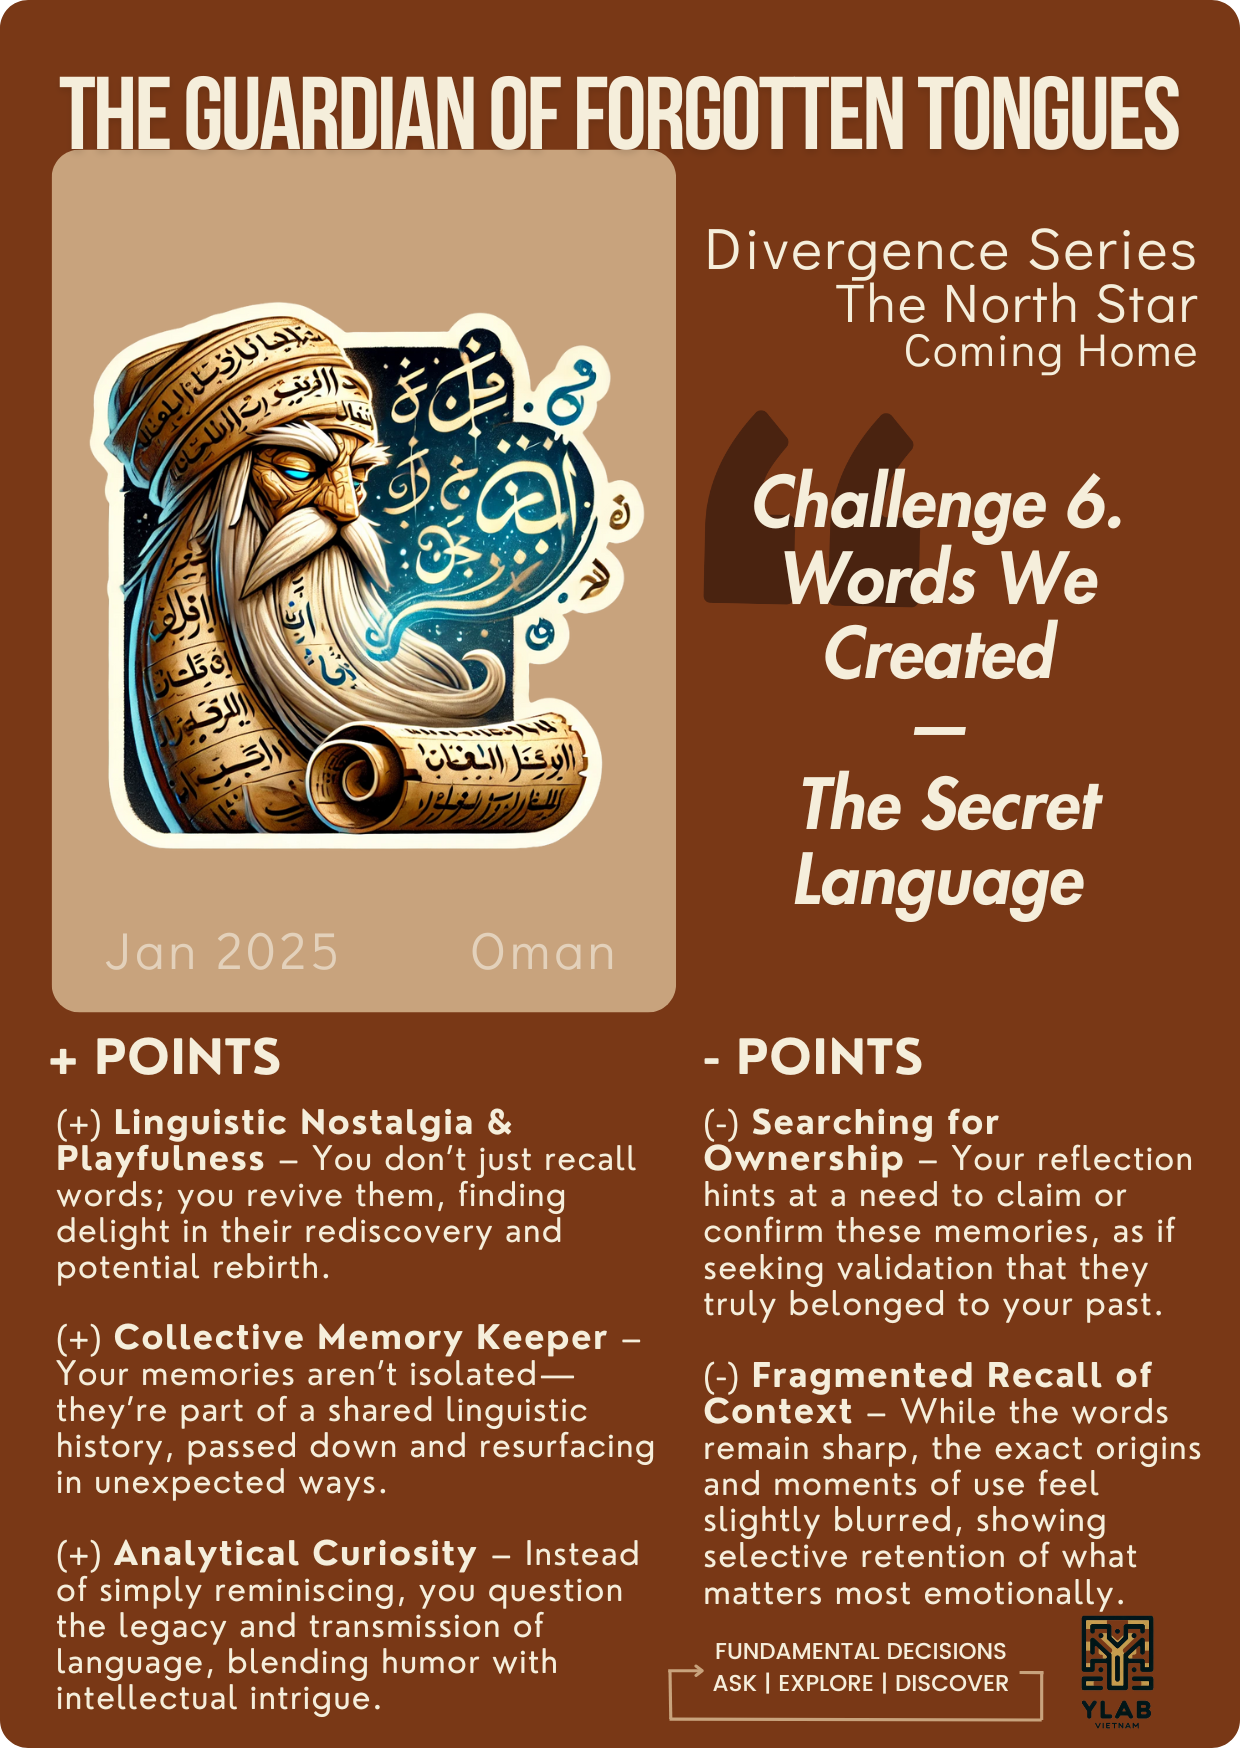 THE GUARDIAN OF FORGOTTEN TONGUES
Divergence Series
The North Star
Coming Home
Challenge 6.
Words We
Created
—
The Secret
Language
Jan 2025 Oman
+ POINTS
(+) Linguistic Nostalgia &
Playfulness – You don’t just recall
words; you revive them, finding
delight in their rediscovery and
potential rebirth.
(+) Collective Memory Keeper –
Your memories aren’t isolated—
they’re part of a shared linguistic
history, passed down and resurfacing
in unexpected ways.
(+) Analytical Curiosity – Instead
of simply reminiscing, you question
the legacy and transmission of
language, blending humor with
intellectual intrigue.
- POINTS
(-) Searching for
Ownership – Your reflection
hints at a need to claim or
confirm these memories, as if
seeking validation that they
truly belonged to your past.
(-) Fragmented Recall of
Context – While the words
remain sharp, the exact origins
and moments of use feel
slightly blurred, showing
selective retention of what
matters most emotionally.
FUNDAMENTAL DECISIONS
ASK | EXPLORE | DISCOVER
YLAB
VIETNAM